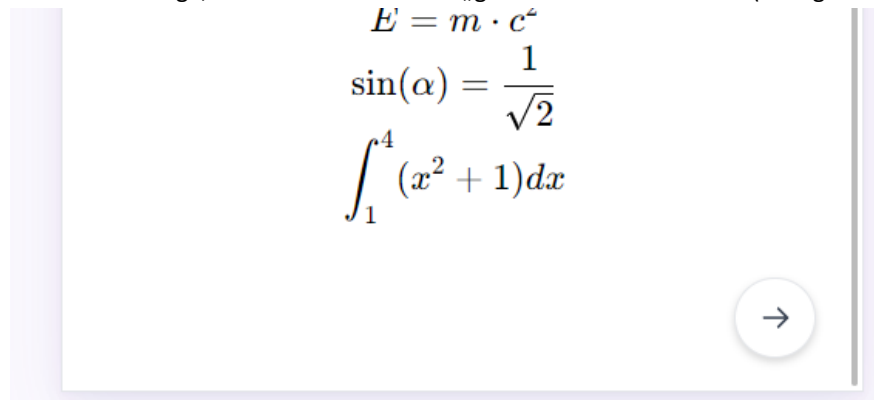 E = m · c²
sin(α) = 1/√2
∫₁⁴ (x² + 1)dx